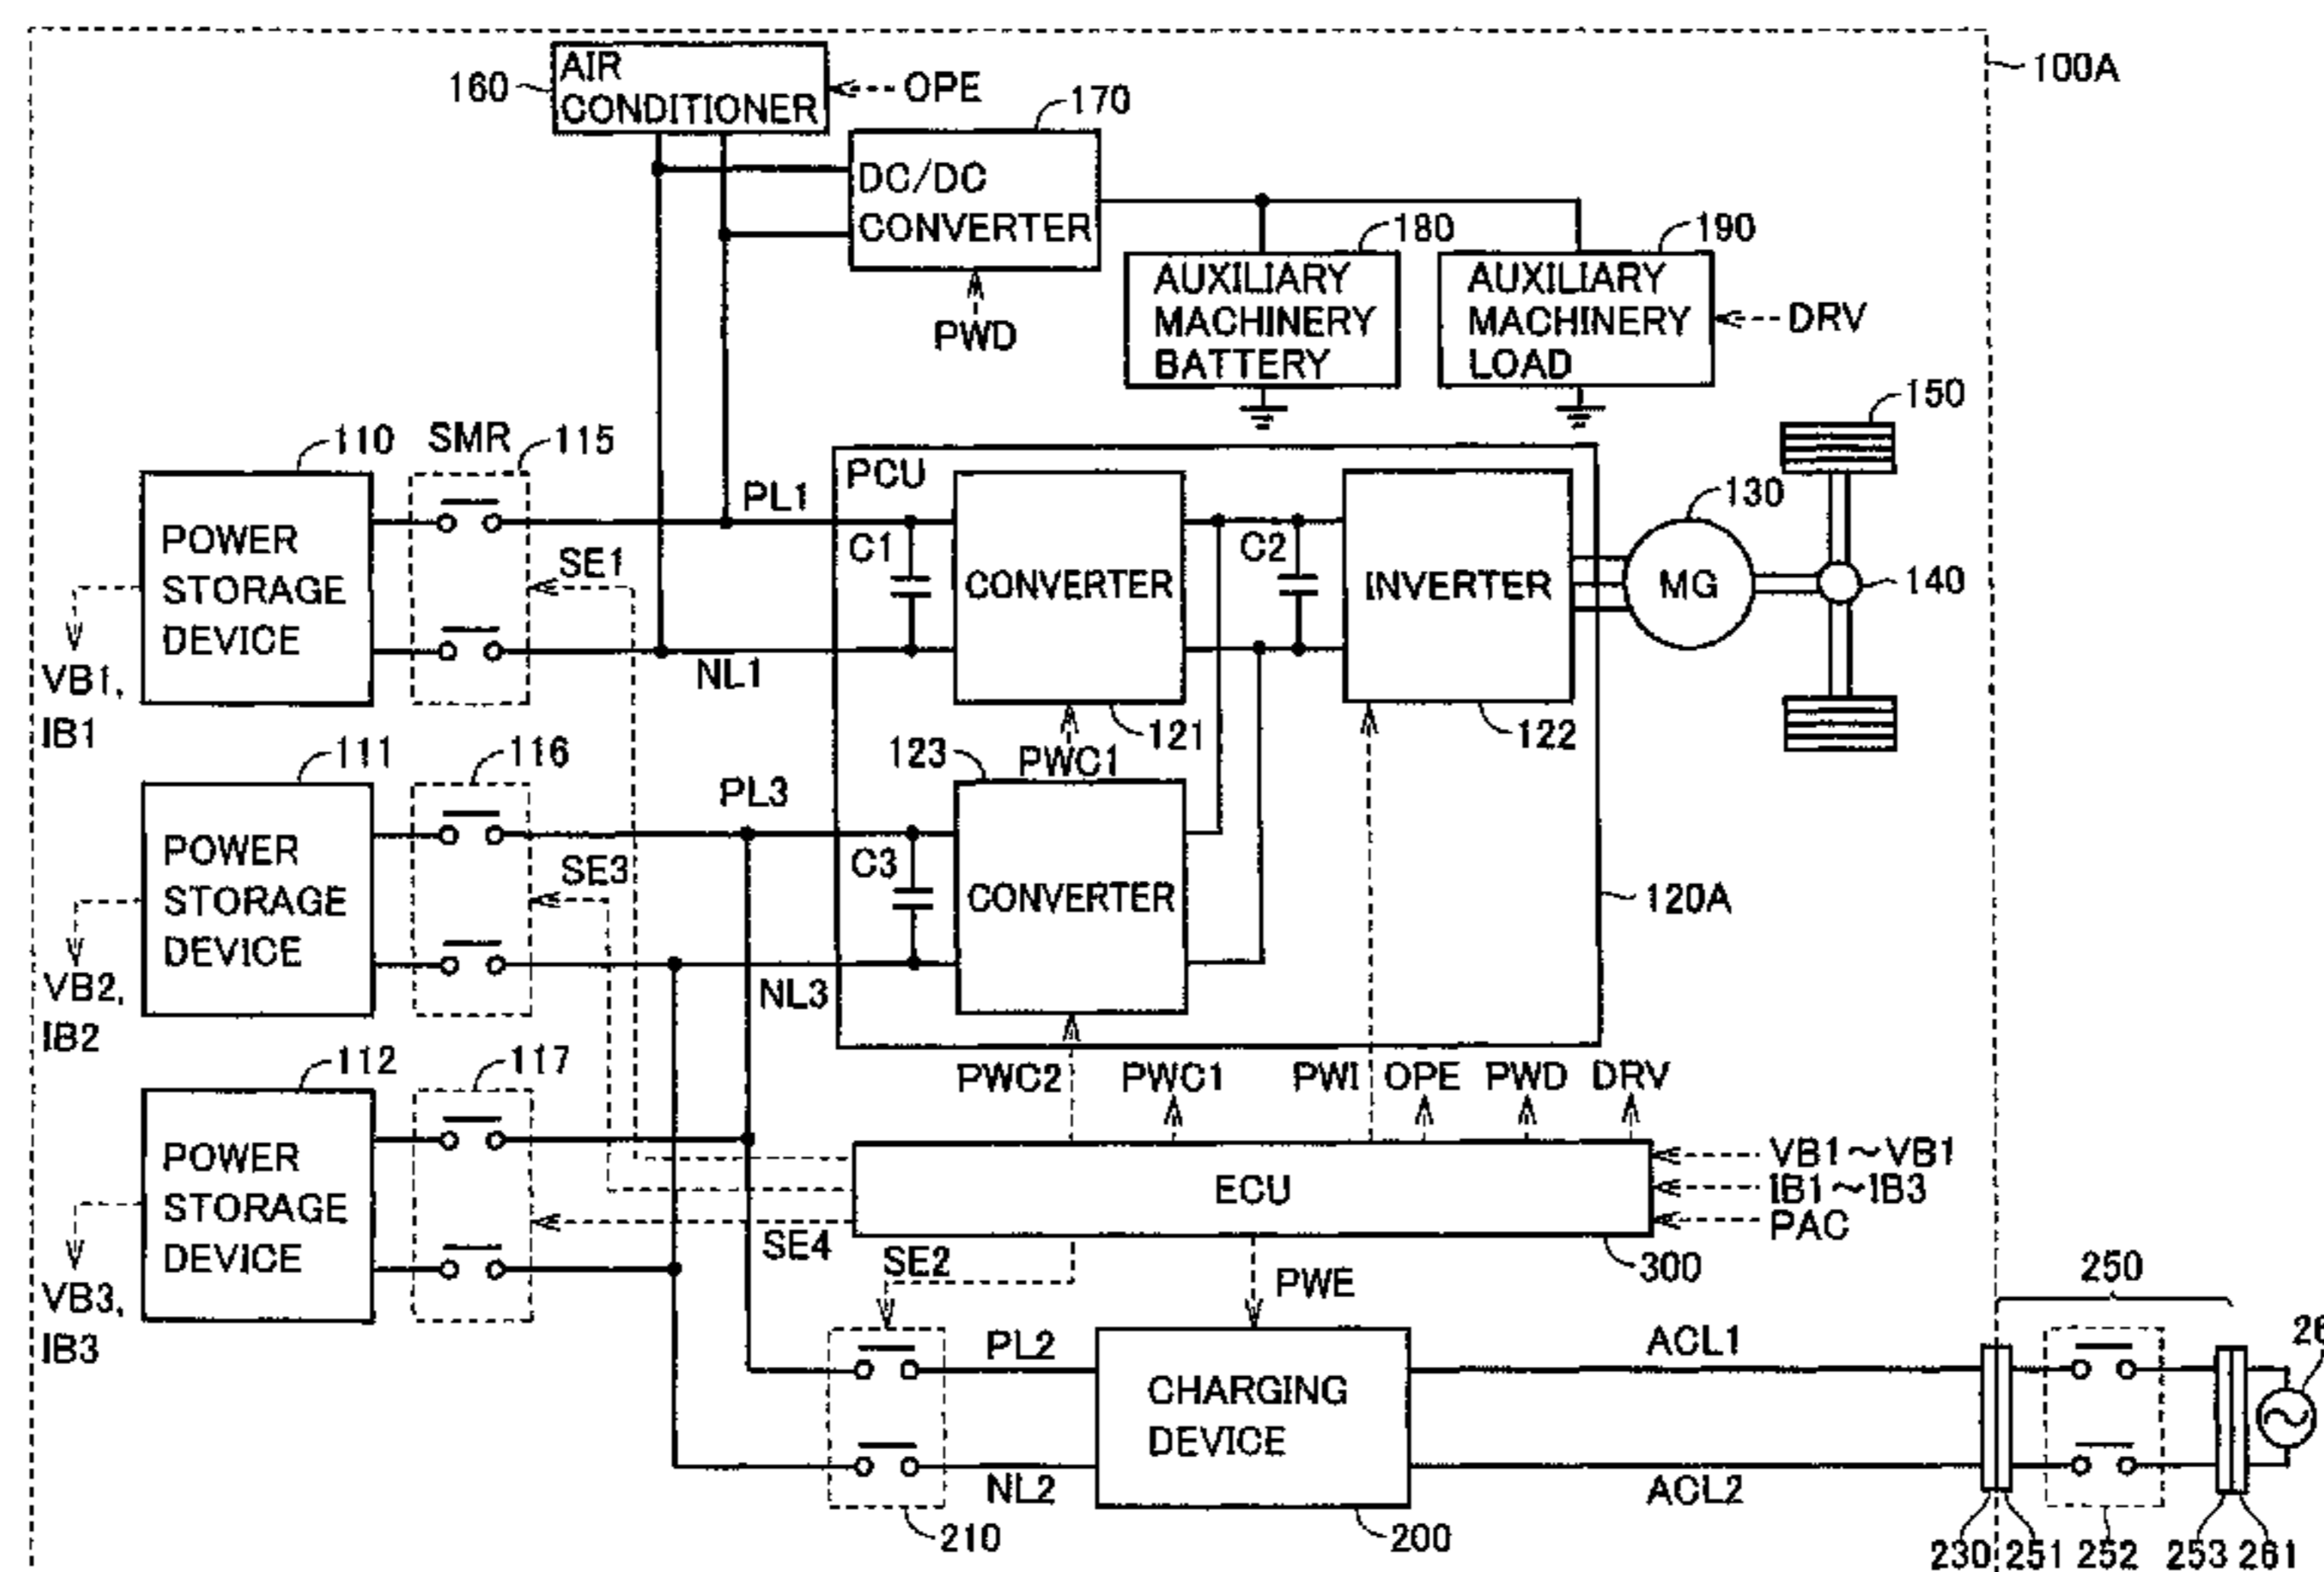 100A
AIR
CONDITIONER
160
OPE
170
DC/DC
CONVERTER
PWD
180
AUXILIARY
MACHINERY
BATTERY
190
AUXILIARY
MACHINERY
LOAD
DRV
150
110
SMR
115
POWER
STORAGE
DEVICE
VB1,
IB1
SE1
PL1
NL1
PCU
C1
CONVERTER
121
PWC1
C2
INVERTER
122
130
MG
140
111
116
POWER
STORAGE
DEVICE
VB2,
IB2
SE3
PL3
NL3
123
C3
CONVERTER
120A
112
117
POWER
STORAGE
DEVICE
VB3,
IB3
SE4
PWC2
PWC1
PWI
OPE
PWD
DRV
ECU
VB1~VB1
IB1~IB3
PAC
300
SE2
PWE
PL2
NL2
210
CHARGING
DEVICE
200
ACL1
ACL2
250
230
251
252
253
261